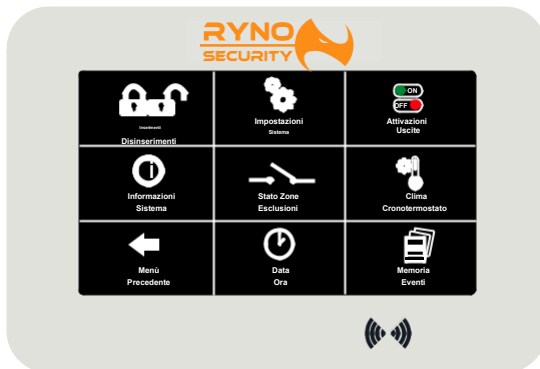 RYNO
SECURITY
Inserimenti
Disinserimenti
Impostazioni
Sistema
ON
OFF
Attivazioni
Uscite
Informazioni
Sistema
Stato Zone
Esclusioni
Clima
Cronotermostato
Menù
Precedente
Data
Ora
Memoria
Eventi